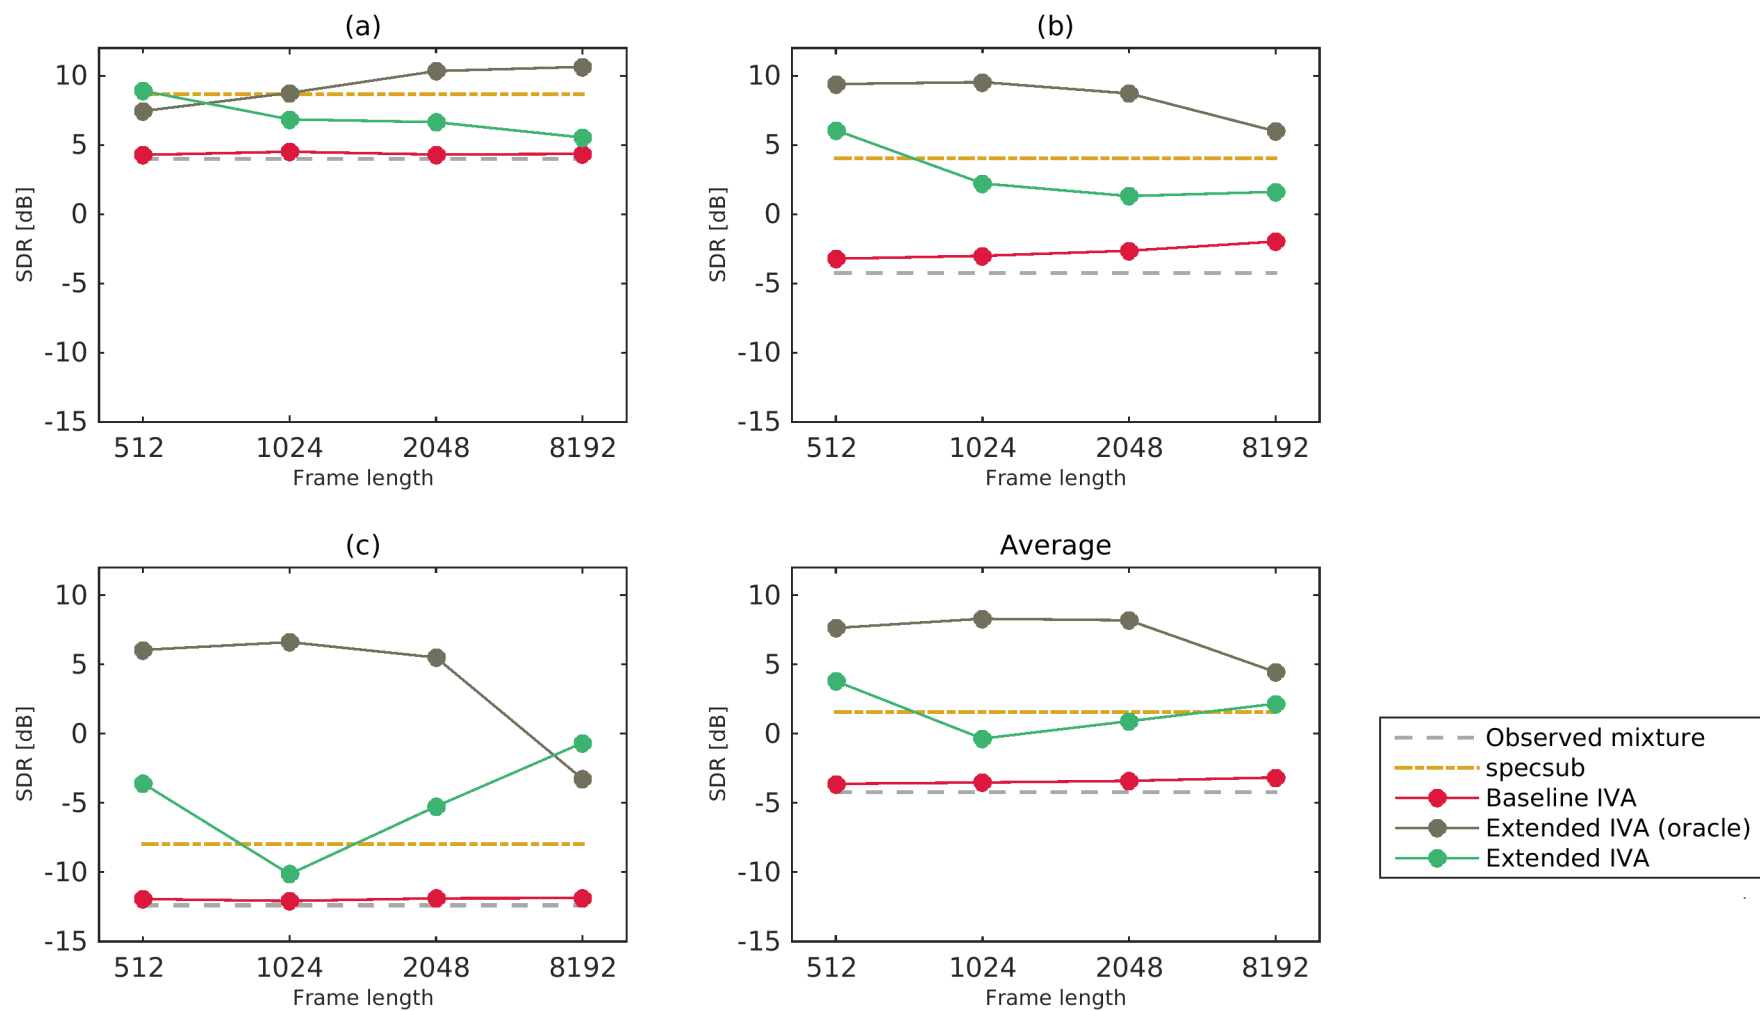 (a)
10
5
0
-5
-10
-15
SDR [dB]
512 1024 2048 8192
Frame length
(b)
10
5
0
-5
-10
-15
SDR [dB]
512 1024 2048 8192
Frame length
(c)
10
5
0
-5
-10
-15
SDR [dB]
512 1024 2048 8192
Frame length
Average
10
5
0
-5
-10
-15
SDR [dB]
512 1024 2048 8192
Frame length
Observed mixture
specsub
Baseline IVA
Extended IVA (oracle)
Extended IVA